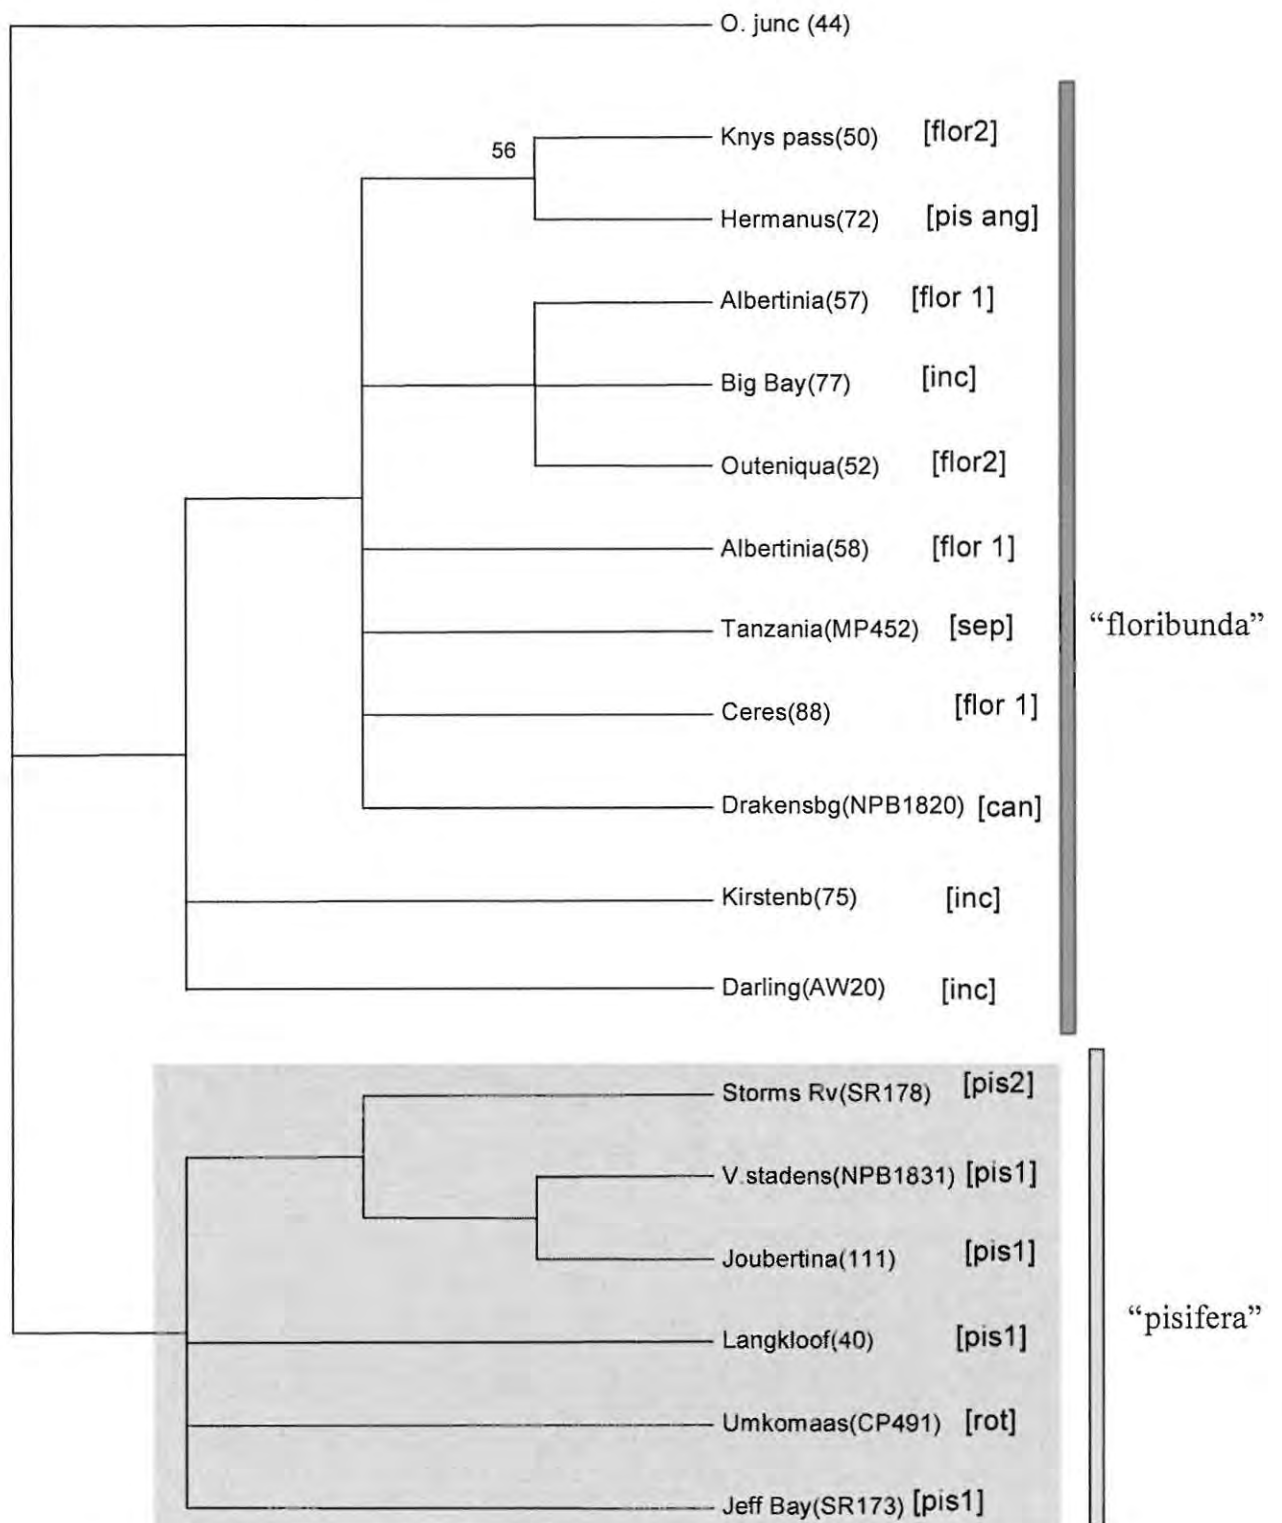 O. junc (44)
56
Knys pass(50) [flor2]
Hermanus(72) [pis ang]
Albertinia(57) [flor 1]
Big Bay(77) [inc]
Outeniqua(52) [flor2]
Albertinia(58) [flor 1]
Tanzania(MP452) [sep]
“floribunda”
Ceres(88) [flor 1]
Drakensbg(NPB1820) [can]
Kirstenb(75) [inc]
Darling(AW20) [inc]
Storms Rv(SR178) [pis2]
V.stadens(NPB1831) [pis1]
Joubertina(111) [pis1]
“pisifera”
Langkloof(40) [pis1]
Umkomaas(CP491) [rot]
Jeff Bay(SR173) [pis1]